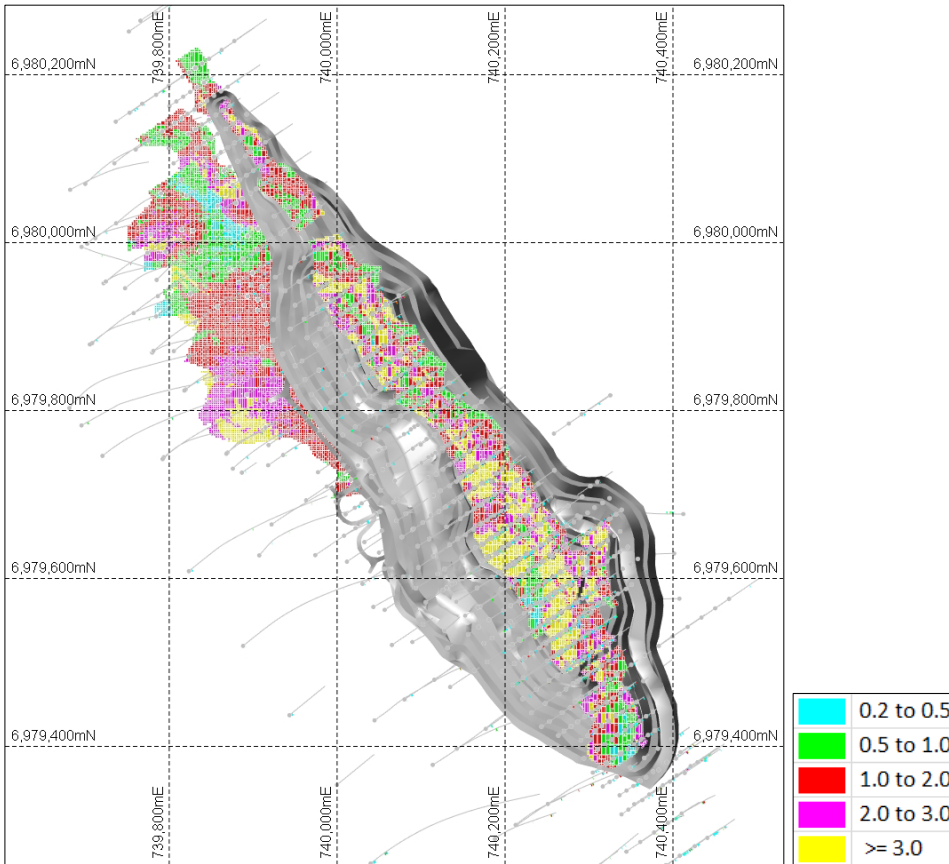 739,800mE
740,000mE
740,200mE
740,400mE
6,980,200mN
6,980,200mN
6,980,000mN
6,980,000mN
6,979,800mN
6,979,800mN
6,979,600mN
6,979,600mN
6,979,400mN
6,979,400mN
739,800mE
740,000mE
740,200mE
740,400mE
0.2 to 0.5
0.5 to 1.0
1.0 to 2.0
2.0 to 3.0
>= 3.0